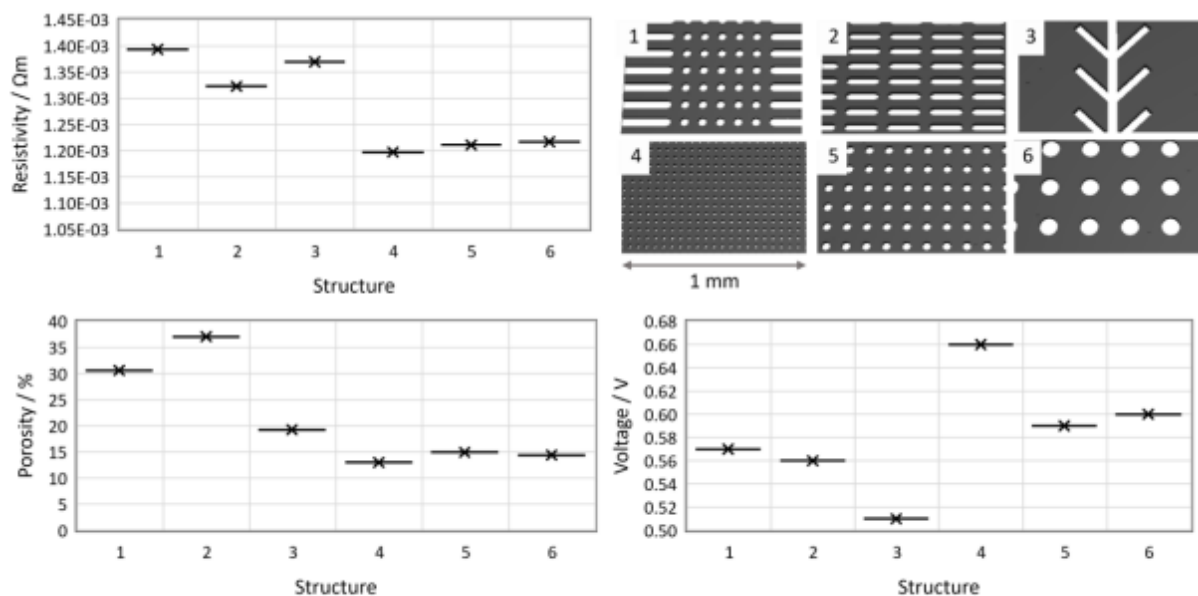 Resistivity / Ωm
1.45E-03
1.40E-03
1.35E-03
1.30E-03
1.25E-03
1.20E-03
1.15E-03
1.10E-03
1.05E-03
1 2 3 4 5 6
Structure
1 2 3
4 5 6
1 mm
Porosity / %
40
35
30
25
20
15
10
5
0
1 2 3 4 5 6
Structure
Voltage / V
0.68
0.66
0.64
0.62
0.60
0.58
0.56
0.54
0.52
0.50
1 2 3 4 5 6
Structure